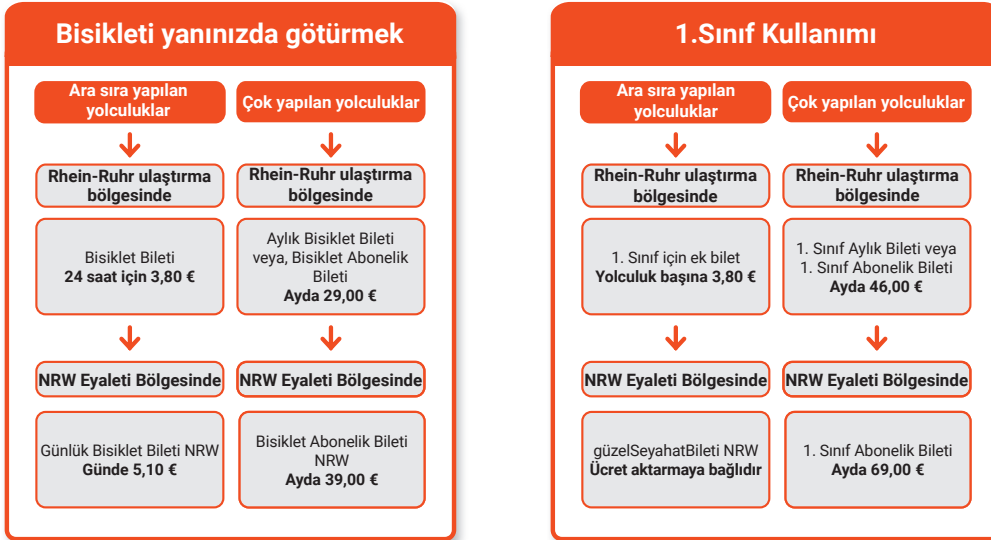 Bisikleti yanınızda götürmek
Ara sıra yapılan
yolculuklar
Rhein-Ruhr ulaştırma
bölgesinde
Bisiklet Bileti
24 saat için 3,80 €
NRW Eyaleti Bölgesinde
Günlük Bisiklet Bileti NRW
Günde 5,10 €
Çok yapılan yolculuklar
Rhein-Ruhr ulaştırma
bölgesinde
Aylık Bisiklet Bileti
veya, Bisiklet Abonelik
Bileti
Ayda 29,00 €
NRW Eyaleti Bölgesinde
Bisiklet Abonelik Bileti
NRW
Ayda 39,00 €
1.Sınıf Kullanımı
Ara sıra yapılan
yolculuklar
Rhein-Ruhr ulaştırma
bölgesinde
1. Sınıf için ek bilet
Yolculuk başına 3,80 €
NRW Eyaleti Bölgesinde
güzelSeyahatBileti NRW
Ücret aktarmaya bağlıdır
Çok yapılan yolculuklar
Rhein-Ruhr ulaştırma
bölgesinde
1. Sınıf Aylık Bileti veya
1. Sınıf Abonelik Bileti
Ayda 46,00 €
NRW Eyaleti Bölgesinde
1. Sınıf Abonelik Bileti
Ayda 69,00 €